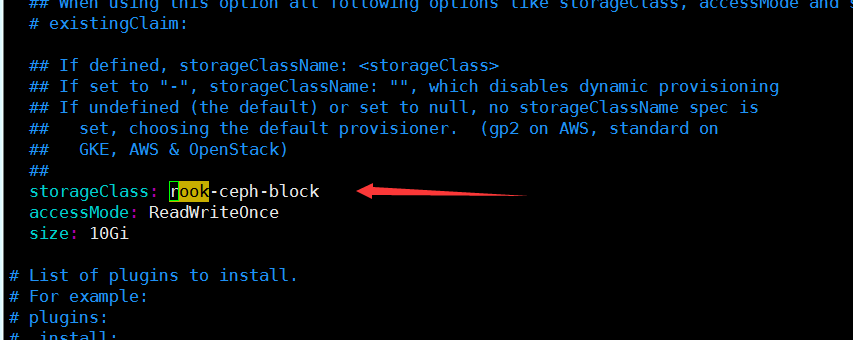 ## When using this option all following options like storageClass, accessMode and s
# existingClaim:
## If defined, storageClassName: <storageClass>
## If set to "-", storageClassName: "", which disables dynamic provisioning
## If undefined (the default) or set to null, no storageClassName spec is
##   set, choosing the default provisioner.  (gp2 on AWS, standard on
##   GKE, AWS & OpenStack)
##
storageClass: rook-ceph-block
accessMode: ReadWriteOnce
size: 10Gi
# List of plugins to install.
# For example:
# plugins:
#  install: